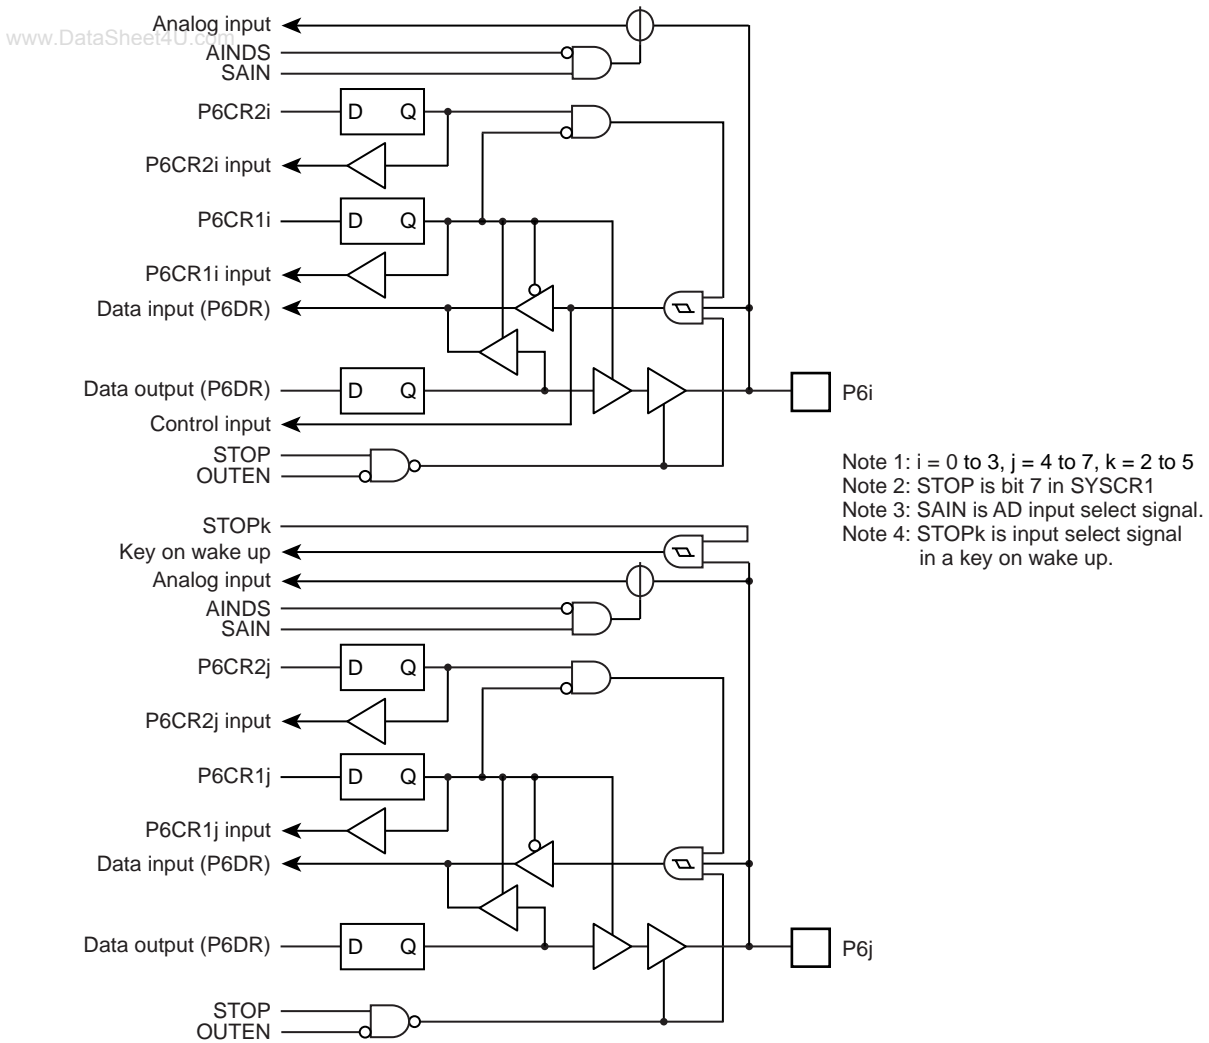 Analog input
www.DataSheet4U.com
AINDS
SAIN
P6CR2i
D Q
P6CR2i input
P6CR1i
D Q
P6CR1i input
Data input (P6DR)
Data output (P6DR)
D Q
P6i
Control input
STOP
OUTEN
Note 1: i = 0 to 3, j = 4 to 7, k = 2 to 5
Note 2: STOP is bit 7 in SYSCR1
Note 3: SAIN is AD input select signal.
Note 4: STOPk is input select signal
in a key on wake up.
STOPk
Key on wake up
Analog input
AINDS
SAIN
P6CR2j
D Q
P6CR2j input
P6CR1j
D Q
P6CR1j input
Data input (P6DR)
Data output (P6DR)
D Q
P6j
STOP
OUTEN